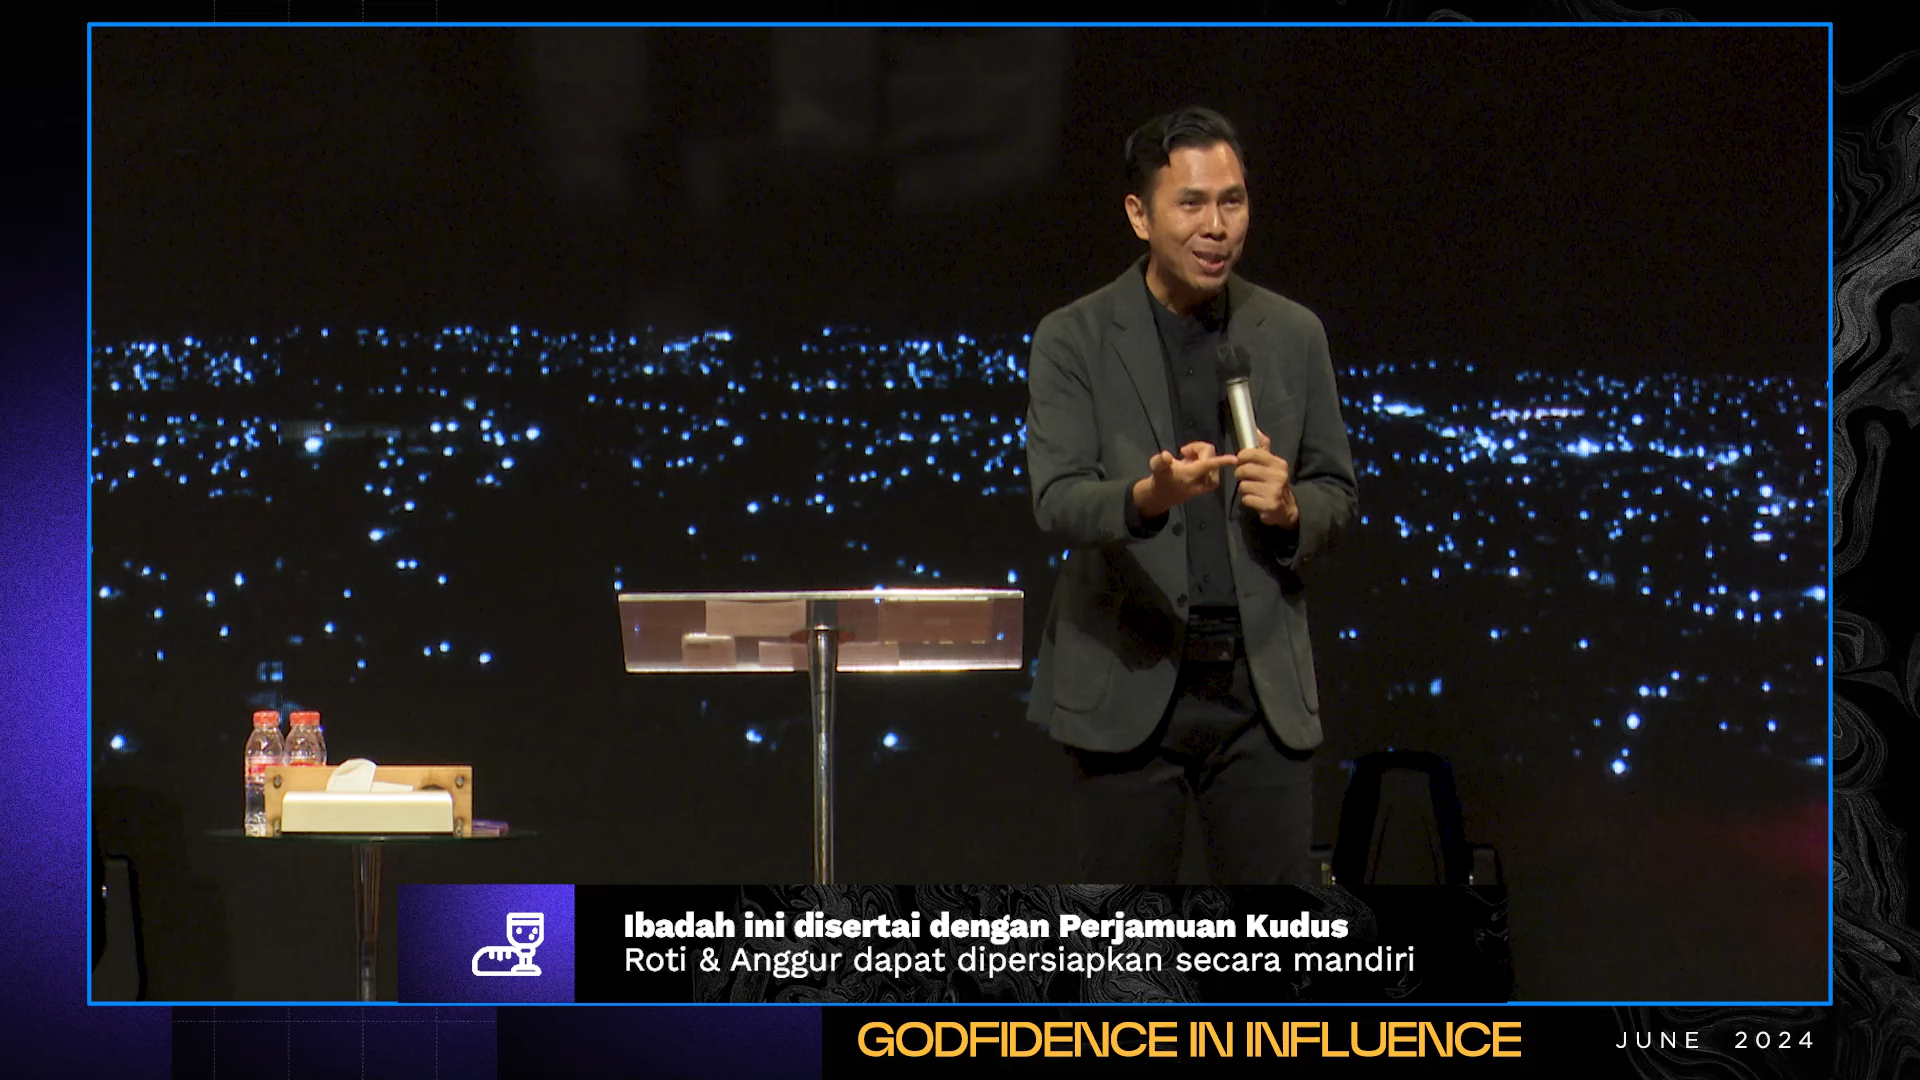 Ibadah ini disertai dengan Perjamuan Kudus
Roti & Anggur dapat dipersiapkan secara mandiri
GODFIDENCE IN INFLUENCE
JUNE 2024